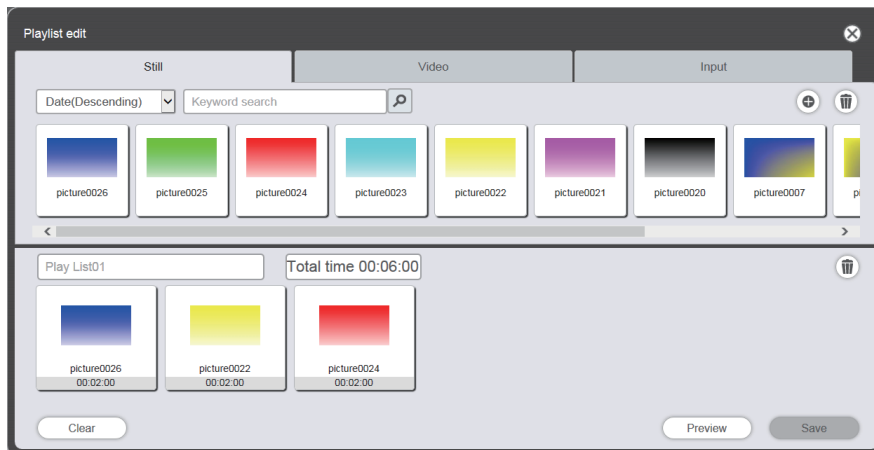 Playlist edit
Still Video Input
Date(Descending) Keyword search
picture0026 picture0025 picture0024 picture0023 picture0022 picture0021 picture0020 picture0007
Play List01 Total time 00:06:00
picture0026 picture0022 picture0024
00:02:00 00:02:00 00:02:00
Clear Preview Save